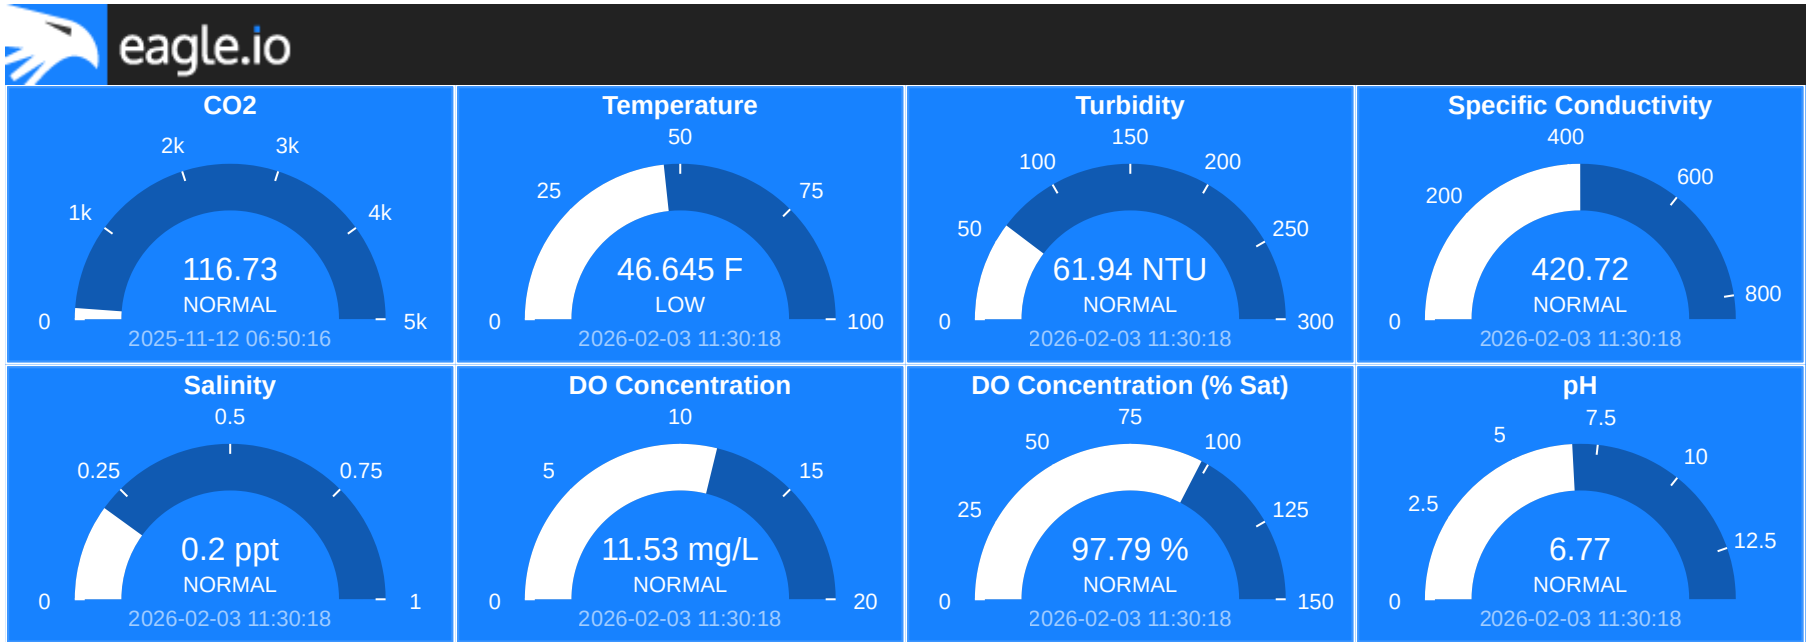 eagle.io
CO2
0
1k
2k
3k
4k
5k
116.73
NORMAL
2025-11-12 06:50:16
Temperature
0
25
50
75
100
46.645 F
LOW
2026-02-03 11:30:18
Turbidity
0
50
100
150
200
250
300
61.94 NTU
NORMAL
2026-02-03 11:30:18
Specific Conductivity
0
200
400
600
800
420.72
NORMAL
2026-02-03 11:30:18
Salinity
0
0.25
0.5
0.75
1
0.2 ppt
NORMAL
2026-02-03 11:30:18
DO Concentration
0
5
10
15
20
11.53 mg/L
NORMAL
2026-02-03 11:30:18
DO Concentration (% Sat)
0
25
50
75
100
125
150
97.79 %
NORMAL
2026-02-03 11:30:18
pH
0
2.5
5
7.5
10
12.5
6.77
NORMAL
2026-02-03 11:30:18